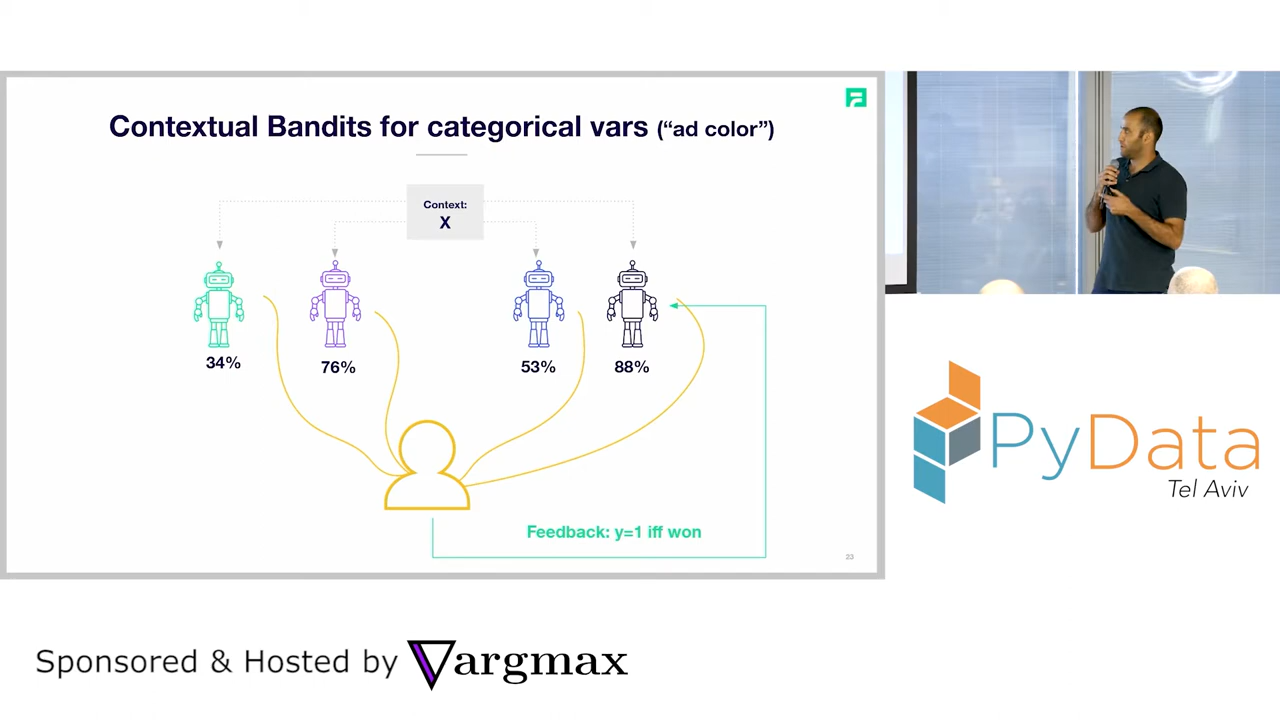 Contextual Bandits for categorical vars (“ad color”)
Context:
X
34%
76%
53%
88%
Feedback: y=1 iff won
23
PyData
Tel Aviv
Sponsored & Hosted by argmax